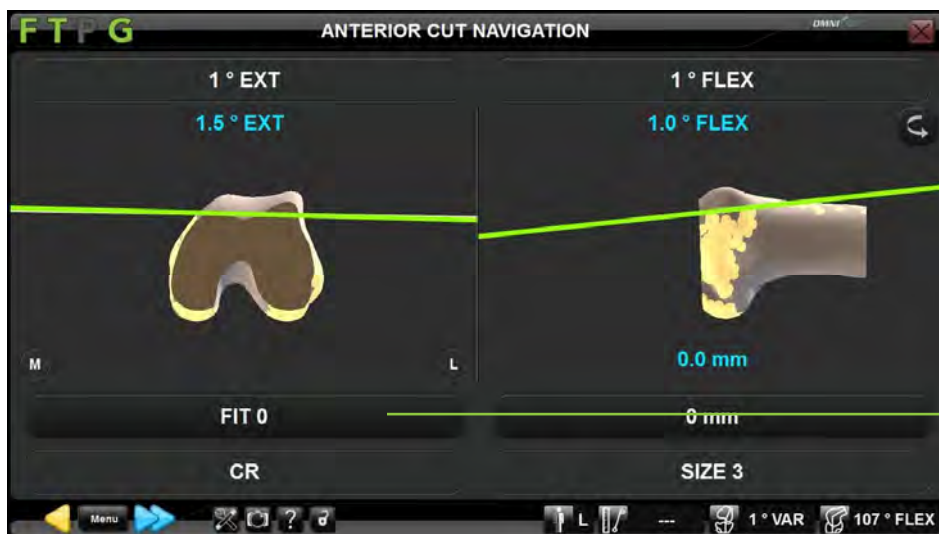 F T P G
ANTERIOR CUT NAVIGATION
OMNI
1 ° EXT
1 ° FLEX
1.5 ° EXT
1.0 ° FLEX
M
L
0.0 mm
FIT 0
0 mm
CR
SIZE 3
Menu
?
L
---
1 ° VAR
107 ° FLEX